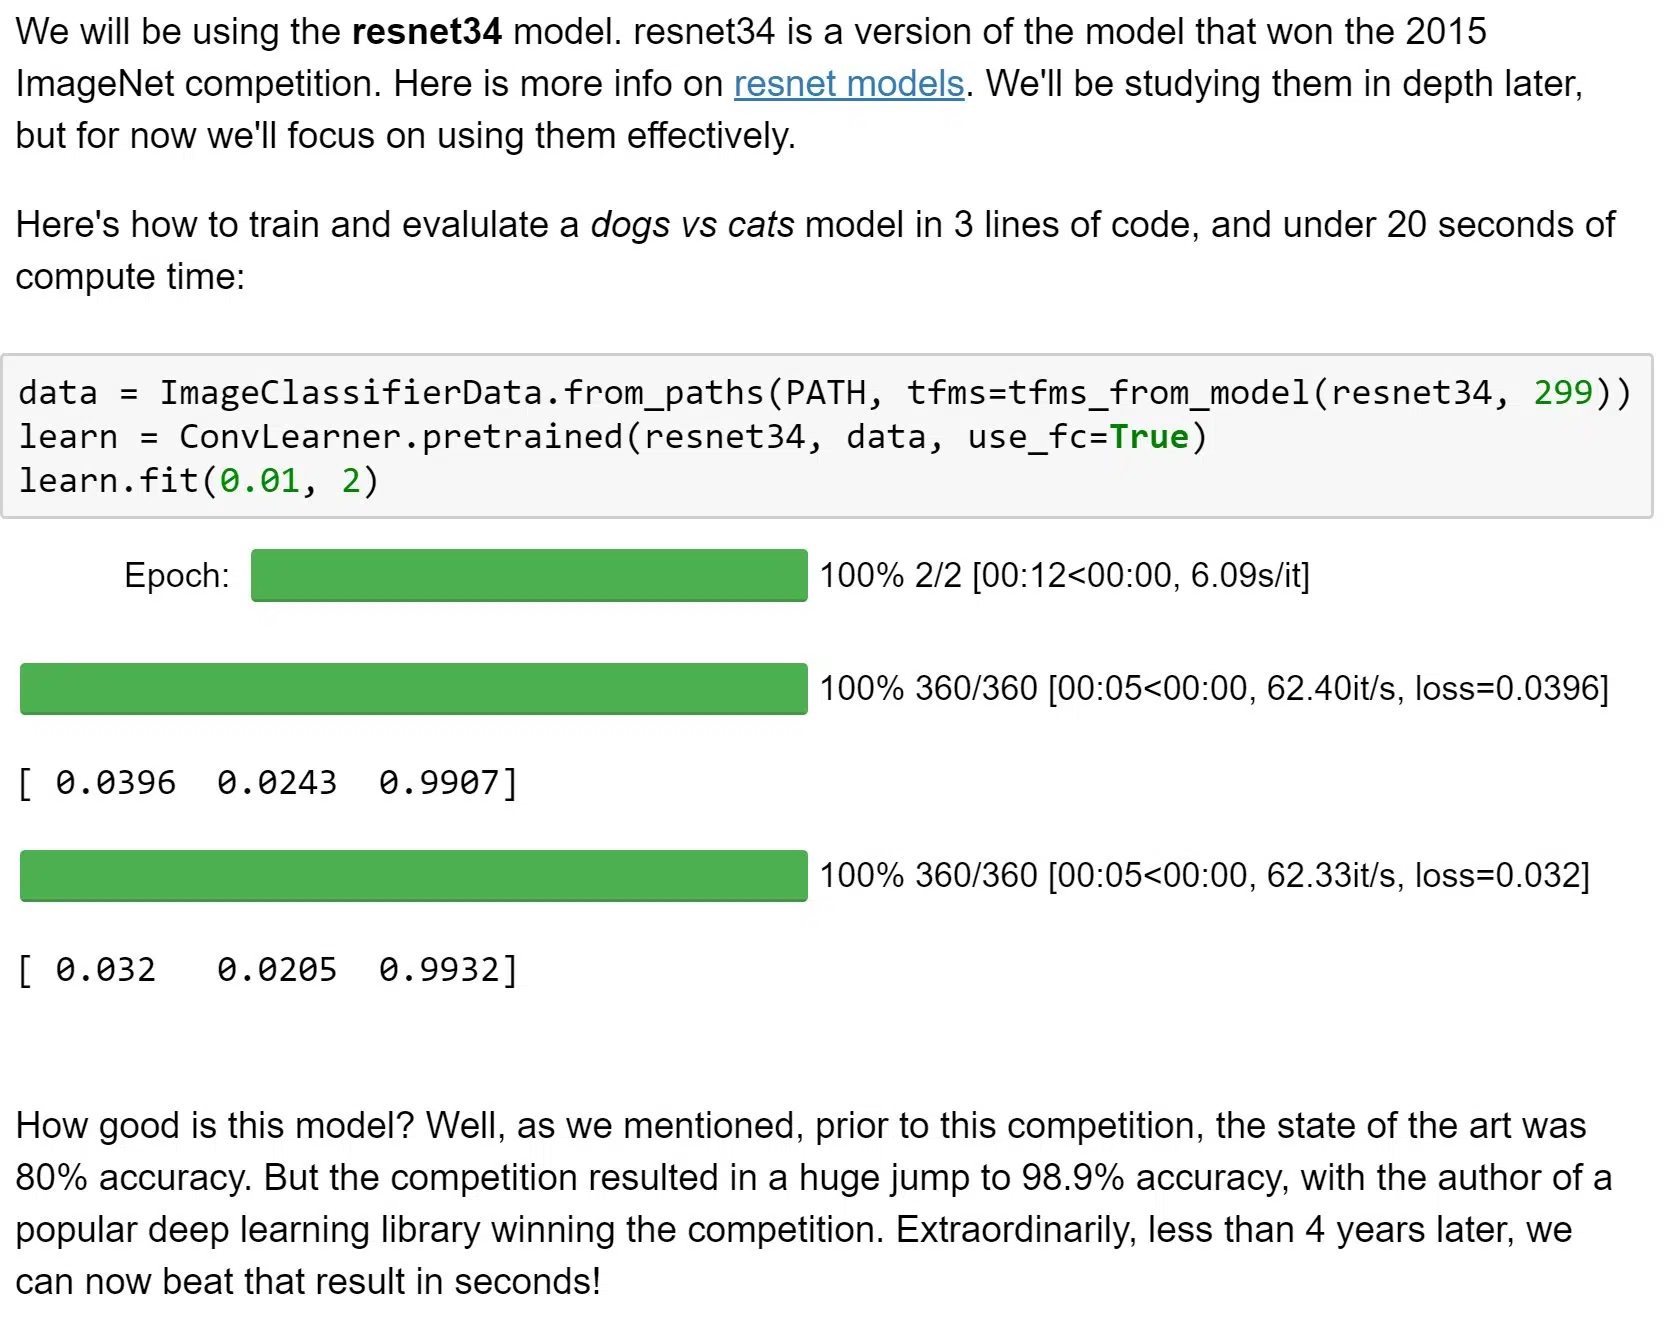 We will be using the resnet34 model. resnet34 is a version of the model that won the 2015
ImageNet competition. Here is more info on resnet models. We'll be studying them in depth later,
but for now we'll focus on using them effectively.
Here's how to train and evalulate a dogs vs cats model in 3 lines of code, and under 20 seconds of
compute time:
data = ImageClassifierData.from_paths(PATH, tfms=tfms_from_model(resnet34, 299))
learn = ConvLearner.pretrained(resnet34, data, use_fc=True)
learn.fit(0.01, 2)
Epoch: 100% 2/2 [00:12<00:00, 6.09s/it]
100% 360/360 [00:05<00:00, 62.40it/s, loss=0.0396]
[ 0.0396  0.0243  0.9907]
100% 360/360 [00:05<00:00, 62.33it/s, loss=0.032]
[ 0.032   0.0205  0.9932]
How good is this model? Well, as we mentioned, prior to this competition, the state of the art was
80% accuracy. But the competition resulted in a huge jump to 98.9% accuracy, with the author of a
popular deep learning library winning the competition. Extraordinarily, less than 4 years later, we
can now beat that result in seconds!